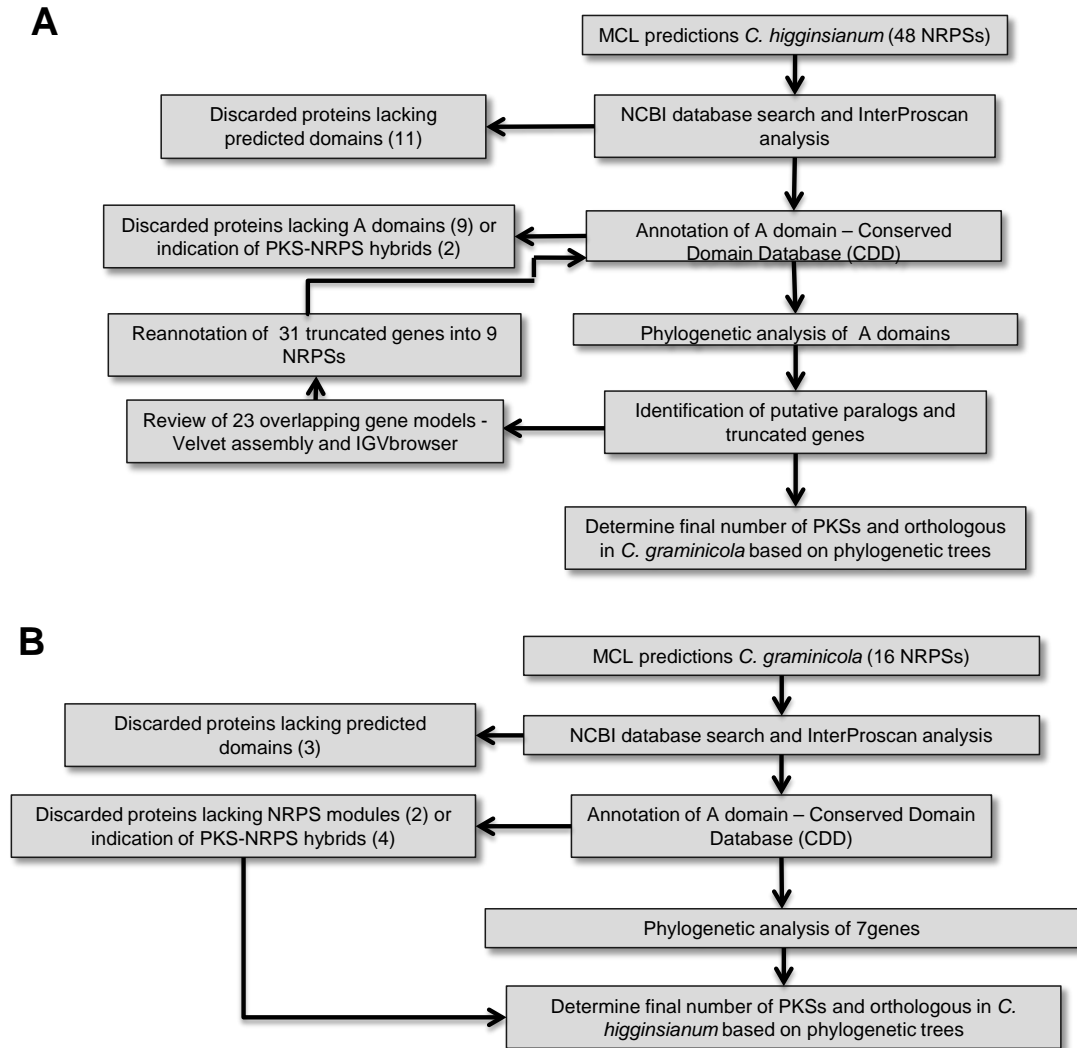 A
MCL predictions C. higginsianum (48 NRPSs)
Discarded proteins lacking
predicted domains (11)
NCBI database search and InterProscan
analysis
Discarded proteins lacking A domains (9) or
indication of PKS-NRPS hybrids (2)
Annotation of A domain – Conserved
Domain Database (CDD)
Reannotation of 31 truncated genes into 9
NRPSs
Phylogenetic analysis of A domains
Review of 23 overlapping gene models -
Velvet assembly and IGVbrowser
Identification of putative paralogs and
truncated genes
Determine final number of PKSs and orthologous
in C. graminicola based on phylogenetic trees
B
MCL predictions C. graminicola (16 NRPSs)
Discarded proteins lacking predicted
domains (3)
NCBI database search and InterProscan analysis
Discarded proteins lacking NRPS modules (2) or
indication of PKS-NRPS hybrids (4)
Annotation of A domain – Conserved Domain
Database (CDD)
Phylogenetic analysis of 7genes
Determine final number of PKSs and orthologous in C.
higginsianum based on phylogenetic trees